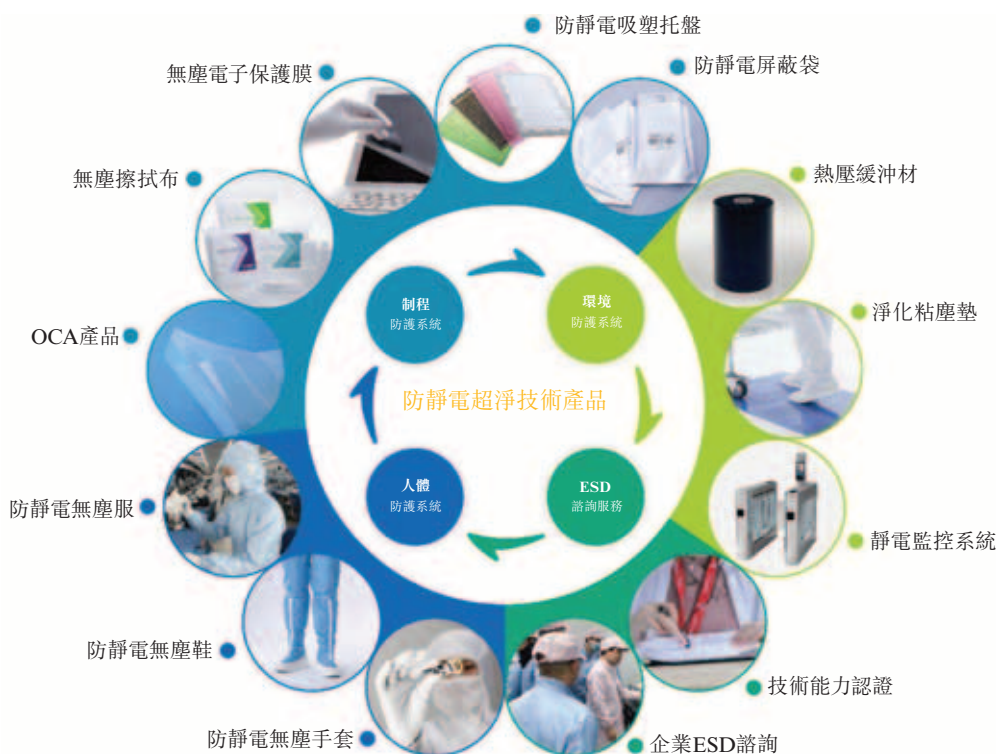 防靜電吸塑托盤
防靜電屏蔽袋
無塵電子保護膜
熱壓緩沖材
無塵擦拭布
制程
防護系統
環境
防護系統
淨化粘塵墊
OCA產品
防靜電超淨技術產品
人體
防護系統
ESD
諮詢服務
防靜電無塵服
靜電監控系統
防靜電無塵鞋
技術能力認證
防靜電無塵手套
企業ESD諮詢